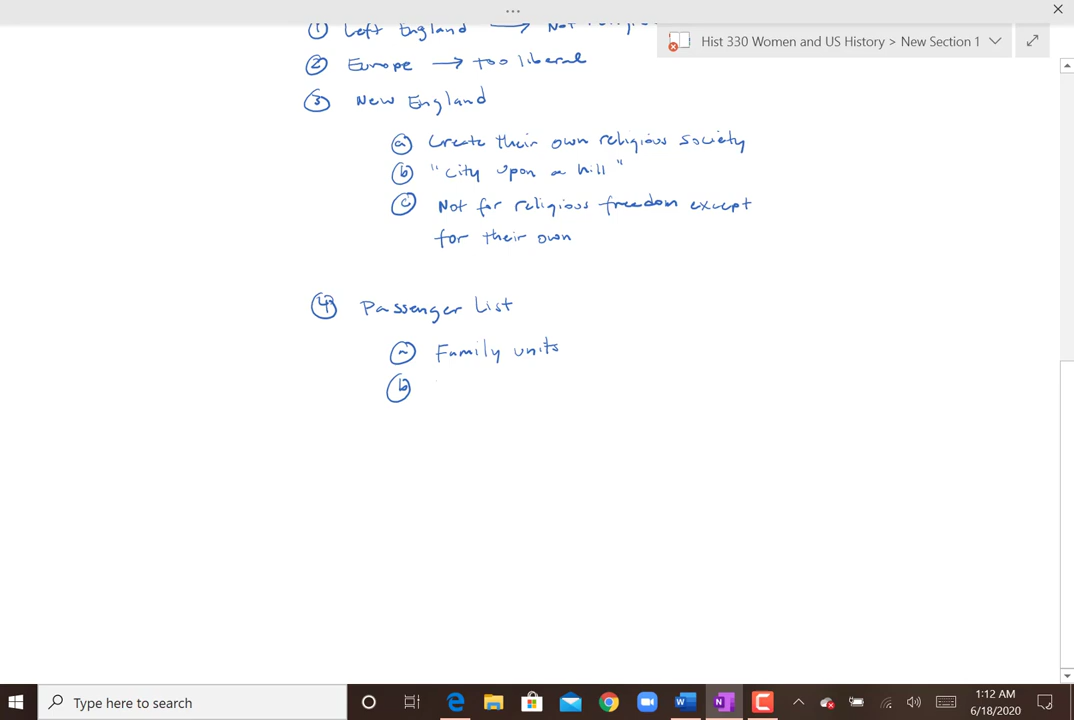 ① Left England → Not
Hist 330 Women and US History > New Section 1
② Europe → too liberal
③ New England
ⓐ Create their own religious society
ⓑ "city upon a hill"
ⓒ Not for religious freedom except
for their own
④ Passenger List
ⓐ Family units
ⓑ
Type here to search
1:12 AM
6/18/2020